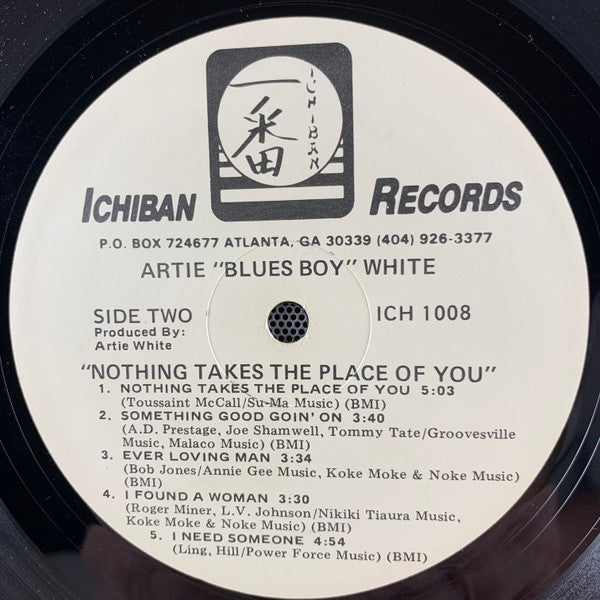 一番
ICHIBAN
ICHIBAN RECORDS
P.O. BOX 724677 ATLANTA, GA 30339 (404) 926-3377
ARTIE "BLUES BOY" WHITE
SIDE TWO
ICH 1008
Produced By:
Artie White
"NOTHING TAKES THE PLACE OF YOU"
1. NOTHING TAKES THE PLACE OF YOU 5:03
(Toussaint McCall/Su-Ma Music) (BMI)
2. SOMETHING GOOD GOIN' ON 3:40
(A.D. Prestage, Joe Shamwell, Tommy Tate/Groovesville
Music, Malaco Music) (BMI)
3. EVER LOVING MAN 3:34
(Bob Jones/Annie Gee Music, Koke Moke & Noke Music)
(BMI)
4. I FOUND A WOMAN 3:30
(Roger Miner, L.V. Johnson/Nikiki Tiaura Music,
Koke Moke & Noke Music) (BMI)
5. I NEED SOMEONE 4:54
(Ling, Hill/Power Force Music) (BMI)